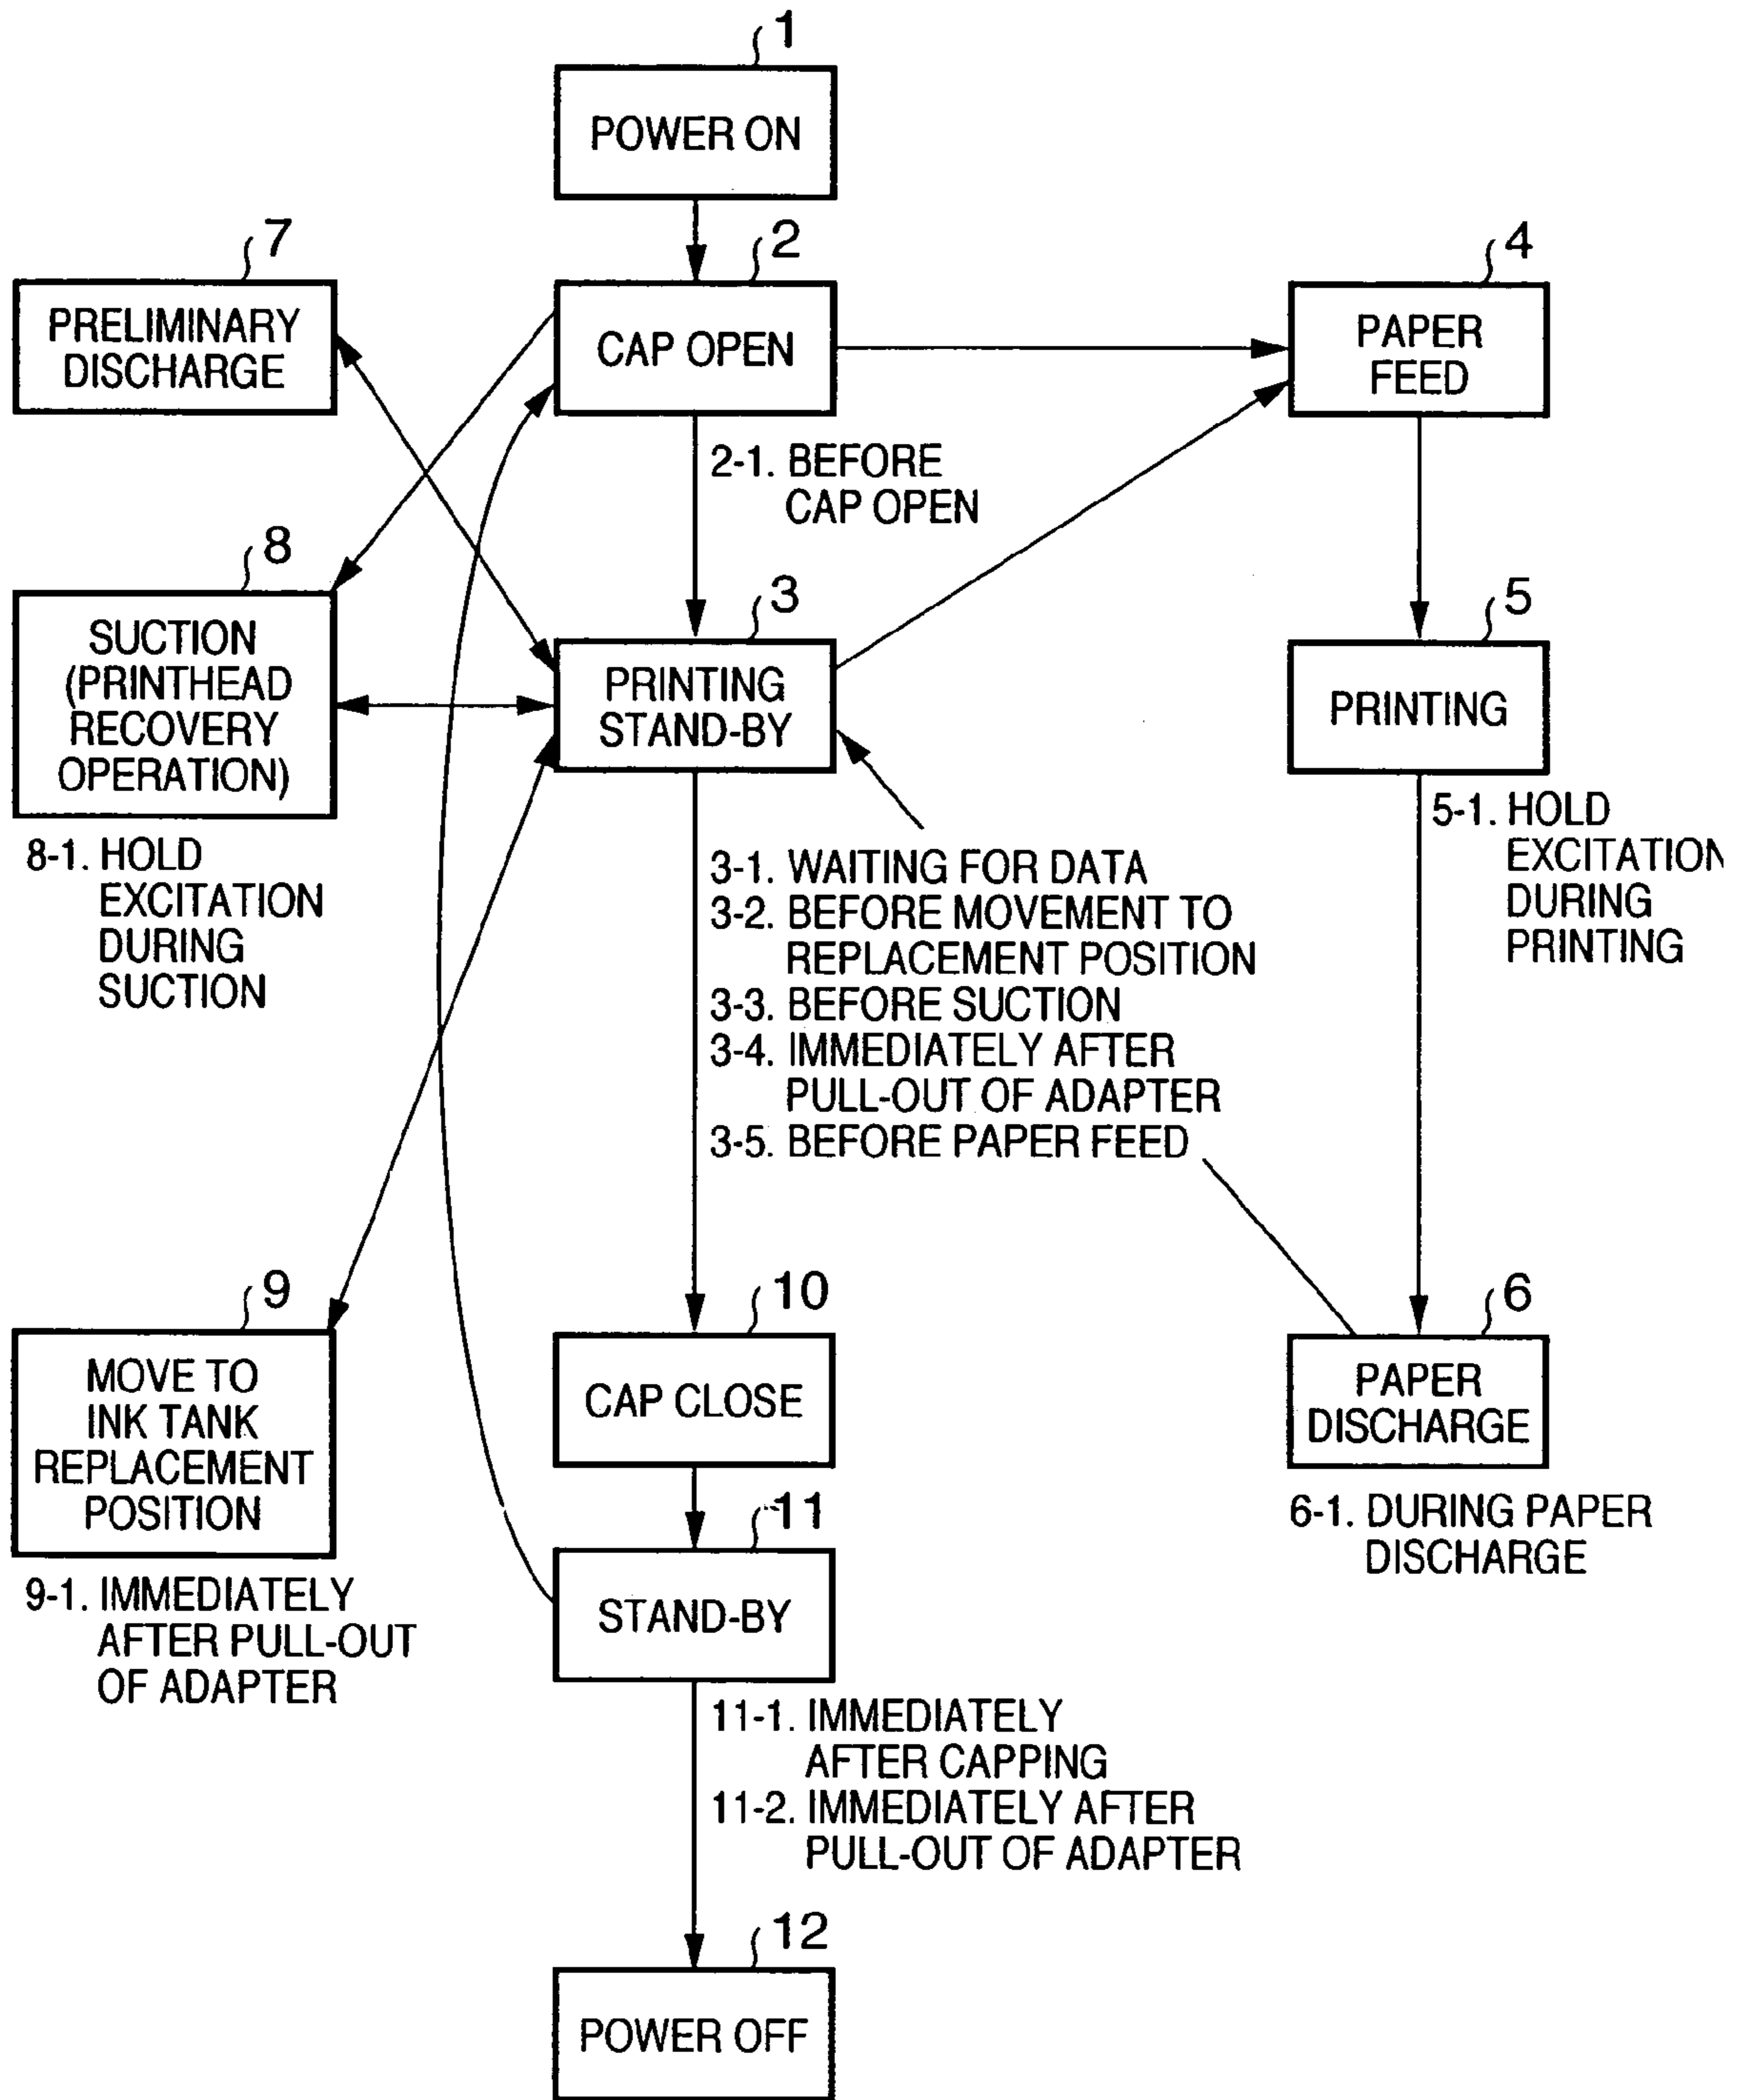 1
POWER ON
2
CAP OPEN
2-1. BEFORE
CAP OPEN
7
PRELIMINARY
DISCHARGE
4
PAPER
FEED
8
SUCTION
(PRINTHEAD
RECOVERY
OPERATION)
8-1. HOLD
EXCITATION
DURING
SUCTION
3
PRINTING
STAND-BY
3-1. WAITING FOR DATA
3-2. BEFORE MOVEMENT TO
REPLACEMENT POSITION
3-3. BEFORE SUCTION
3-4. IMMEDIATELY AFTER
PULL-OUT OF ADAPTER
3-5. BEFORE PAPER FEED
5
PRINTING
5-1. HOLD
EXCITATION
DURING
PRINTING
9
MOVE TO
INK TANK
REPLACEMENT
POSITION
9-1. IMMEDIATELY
AFTER PULL-OUT
OF ADAPTER
10
CAP CLOSE
6
PAPER
DISCHARGE
6-1. DURING PAPER
DISCHARGE
11
STAND-BY
11-1. IMMEDIATELY
AFTER CAPPING
11-2. IMMEDIATELY AFTER
PULL-OUT OF ADAPTER
12
POWER OFF